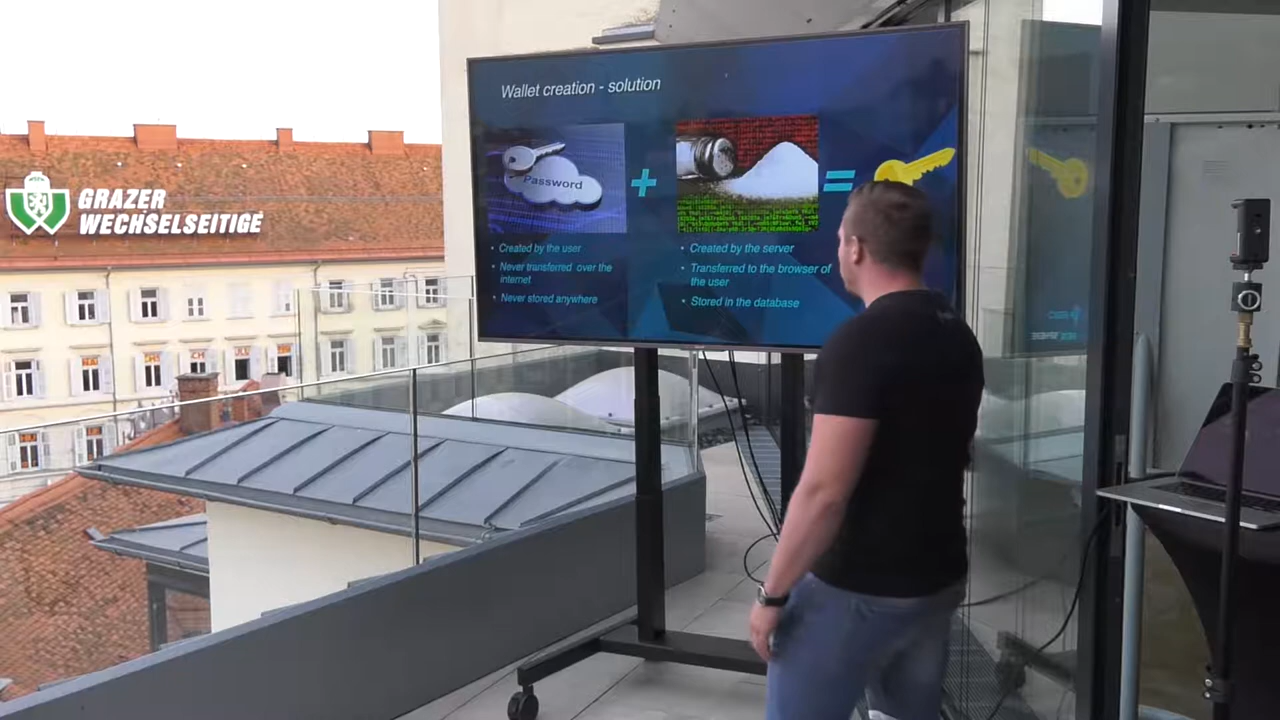 GRAZER
WECHSELSEITIGE
Wallet creation - solution
Password
• Created by the user
• Never transferred over the
internet
• Never stored anywhere
• Created by the server
• Transferred to the browser of
the user
• Stored in the database